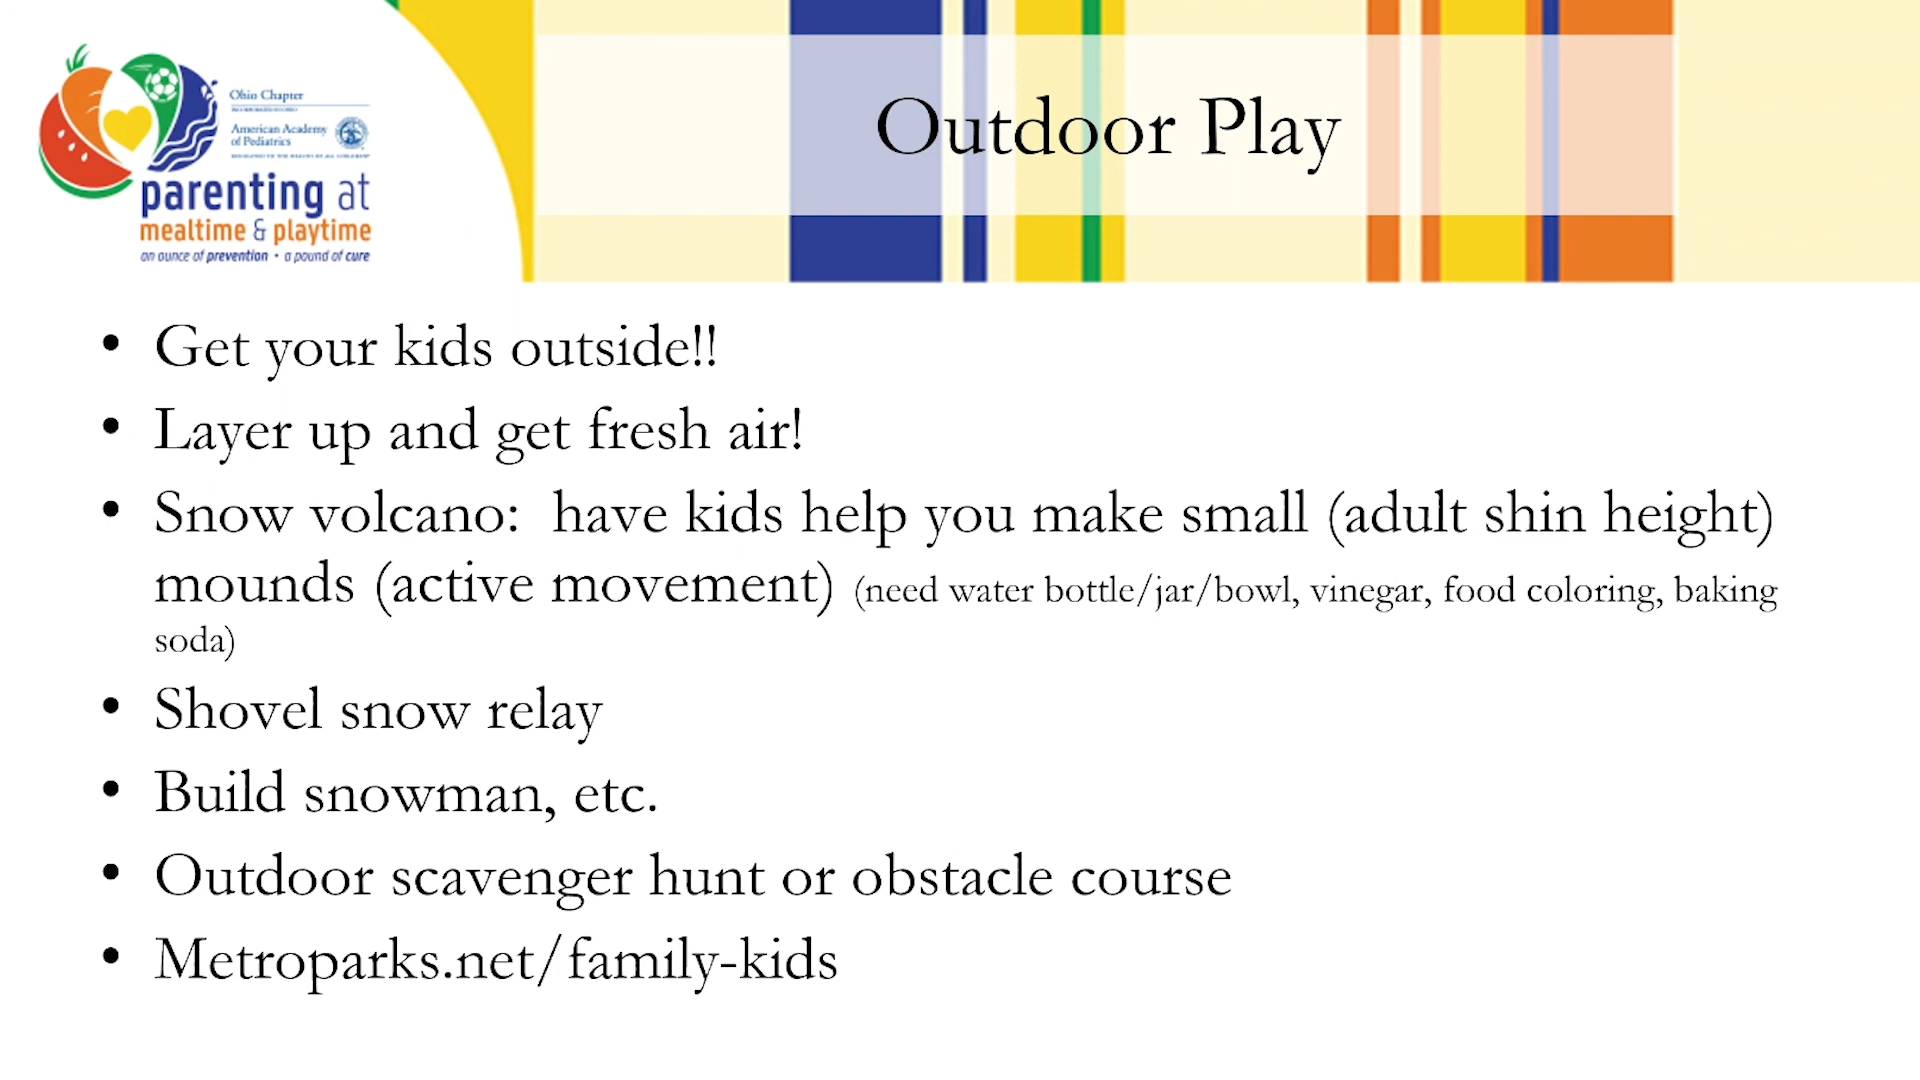 Ohio Chapter
American Academy
of Pediatrics
parenting at
mealtime & playtime
an ounce of prevention • a pound of cure
Outdoor Play
• Get your kids outside!!
• Layer up and get fresh air!
• Snow volcano: have kids help you make small (adult shin height)
mounds (active movement) (need water bottle/jar/bowl, vinegar, food coloring, baking
soda)
• Shovel snow relay
• Build snowman, etc.
• Outdoor scavenger hunt or obstacle course
• Metroparks.net/family-kids